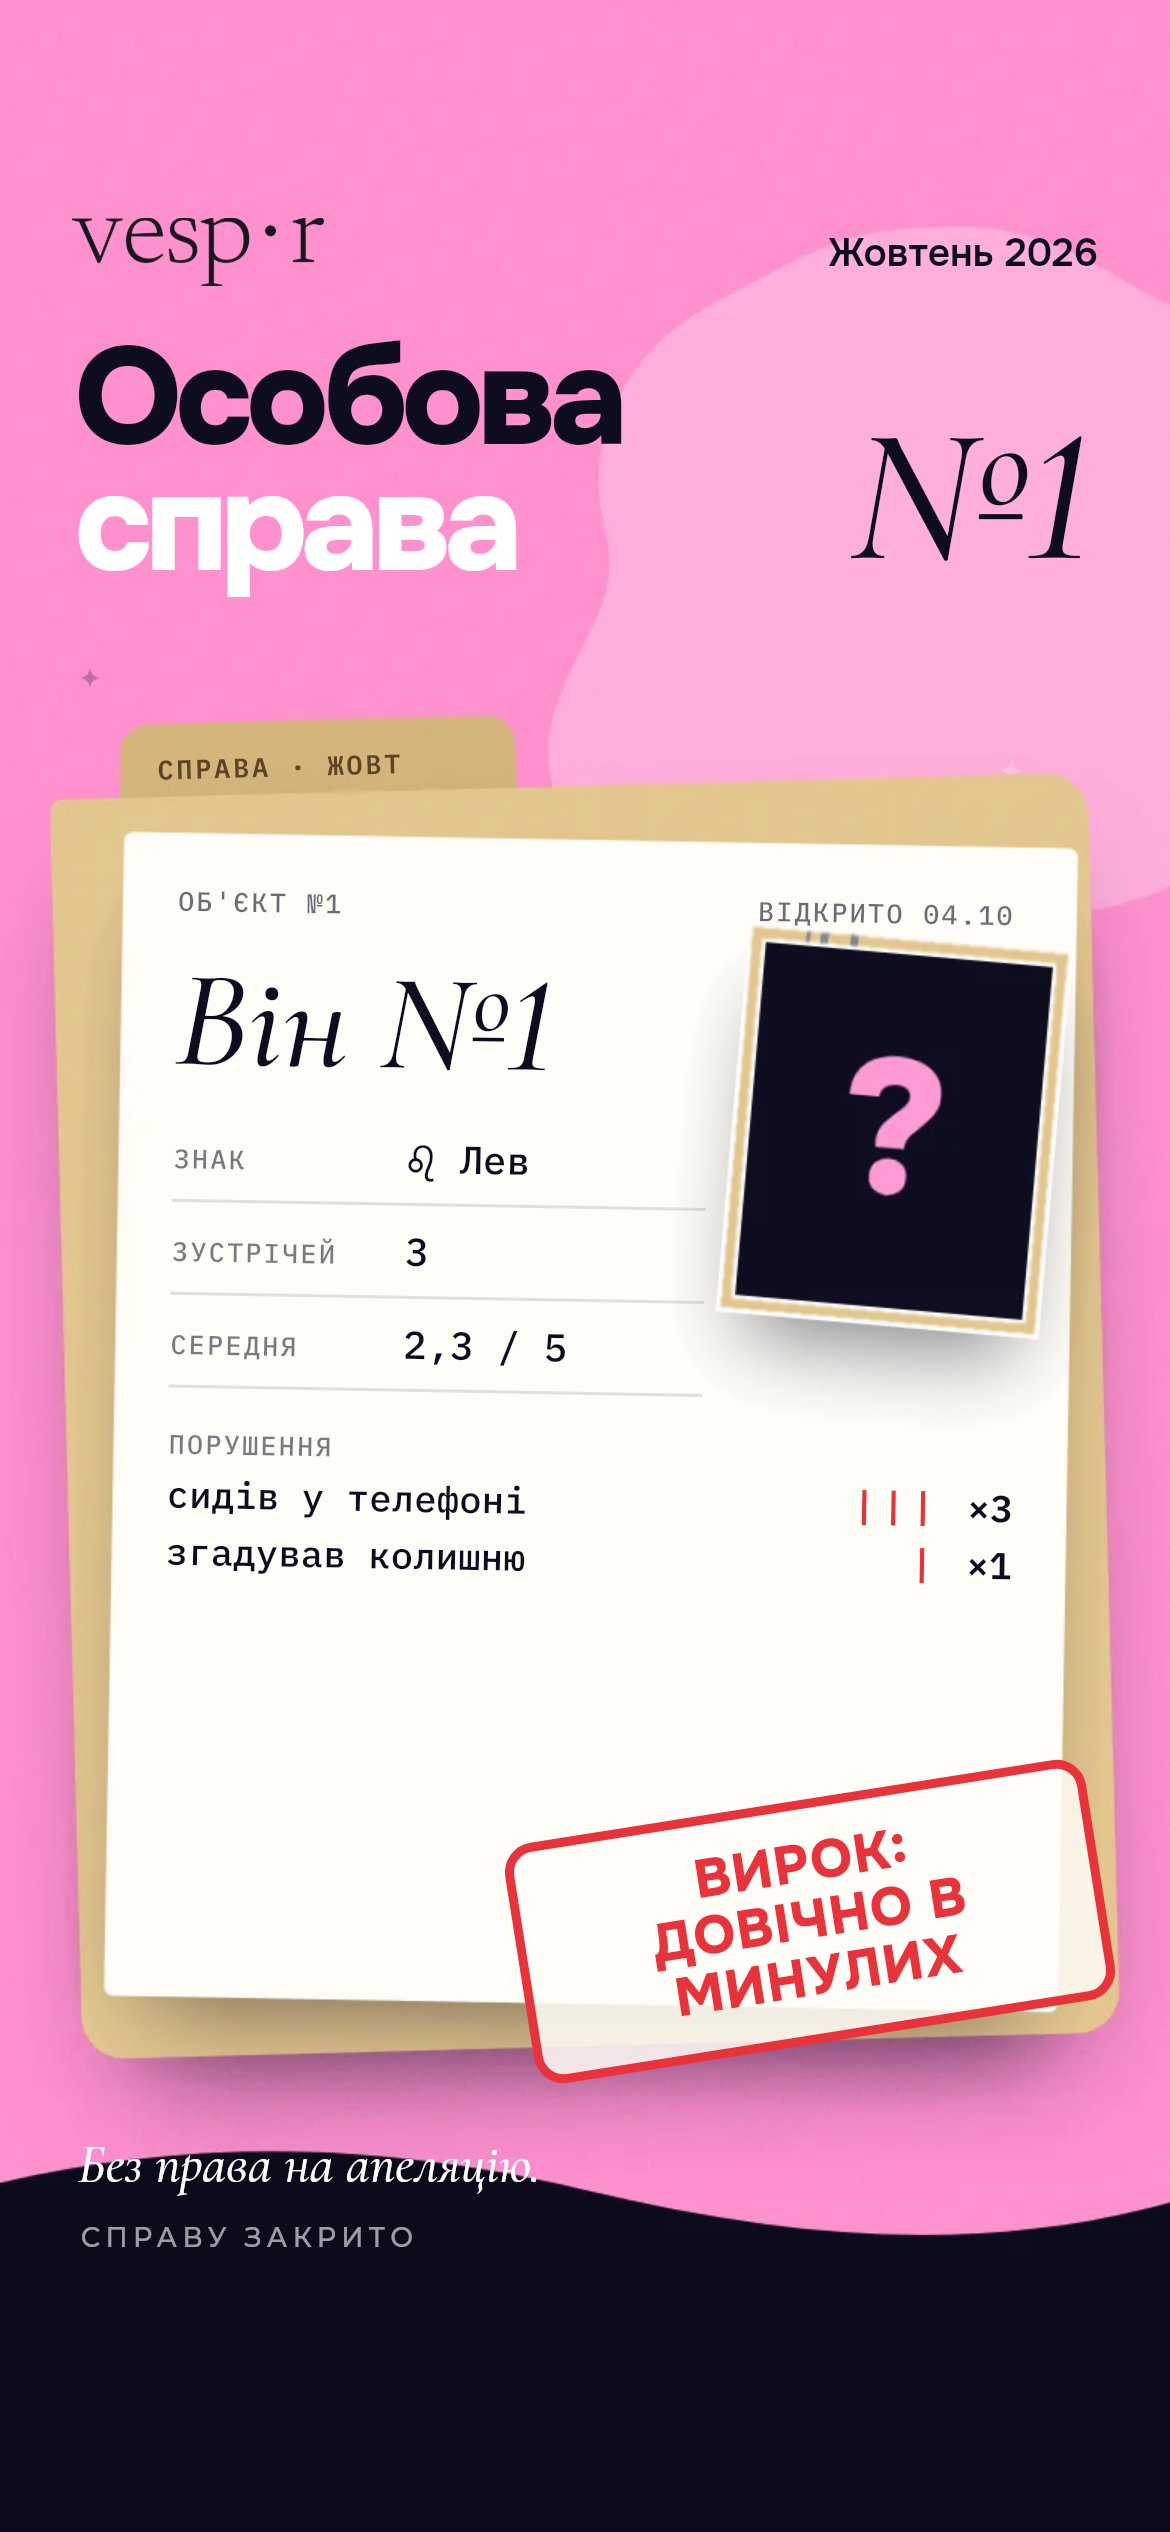 vesp·r
Жовтень 2026
Особова
справа
№1
СПРАВА · ЖОВТ
ОБ'ЄКТ №1
ВІДКРИТО 04.10
Він №1
?
ЗНАК ♌ Лев
ЗУСТРІЧЕЙ 3
СЕРЕДНЯ 2,3 / 5
ПОРУШЕННЯ
сидів у телефоні ||| ×3
згадував колишню | ×1
ВИРОК:
ДОВІЧНО В
МИНУЛИХ
Без права на апеляцію.
СПРАВУ ЗАКРИТО